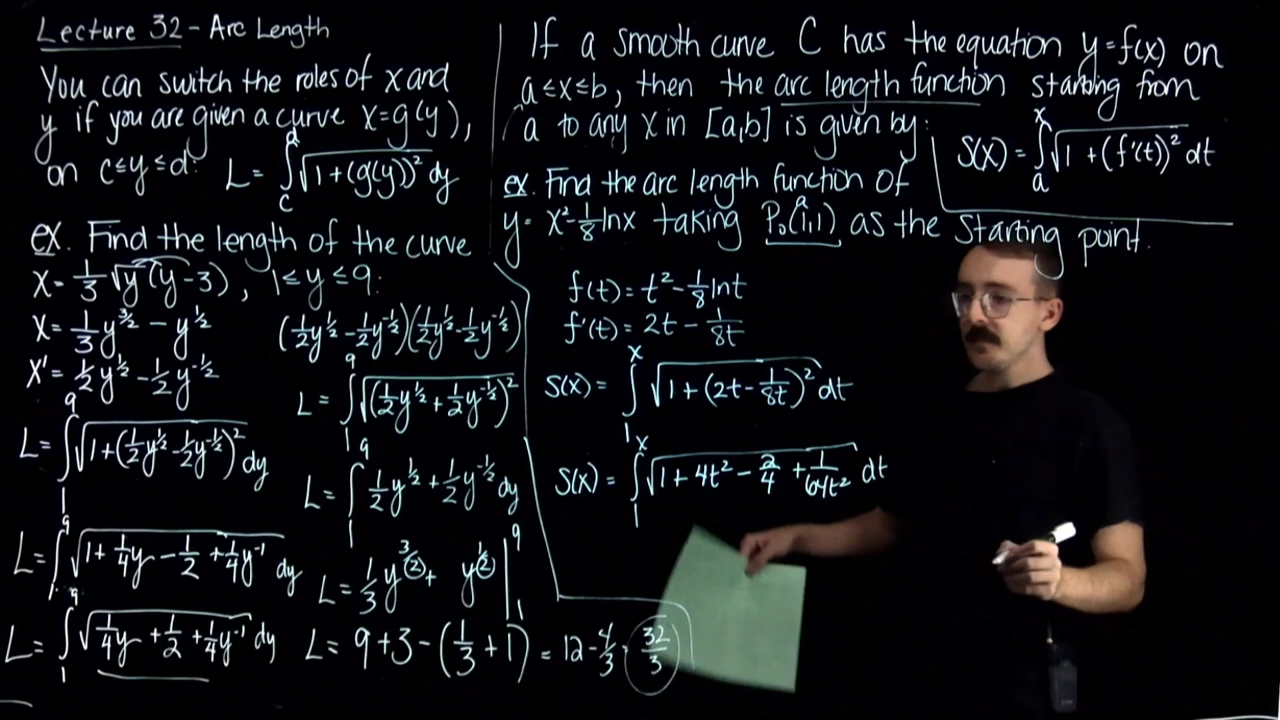 Lecture 32 - Arc Length
You can switch the roles of x and
y if you are given a curve x=g(y),
on c≤y≤d: L = ∫_c^d √(1+(g'(y))²) dy
ex. Find the length of the curve
x = 1/3 √y (y-3), 1≤y≤9:
x = 1/3 y^(3/2) - y^(1/2)
x' = 1/2 y^(1/2) - 1/2 y^(-1/2)
L = ∫_1^9 √(1+(1/2 y^(1/2) - 1/2 y^(-1/2))²) dy
L = ∫_1^9 √(1 + 1/4 y - 1/2 + 1/4 y^(-1)) dy
L = ∫_1^9 √(1/4 y + 1/2 + 1/4 y^(-1)) dy
(1/2 y^(1/2) - 1/2 y^(-1/2))(1/2 y^(1/2) - 1/2 y^(-1/2))
L = ∫_1^9 √((1/2 y^(1/2) + 1/2 y^(-1/2))²)
L = ∫_1^9 1/2 y^(1/2) + 1/2 y^(-1/2) dy
L = 1/3 y^(3/2) + y^(1/2) |_1^9
L = 9+3 - (1/3 + 1) = 12 - 4/3 = 32/3
If a smooth curve C has the equation y=f(x) on
a≤x≤b, then the arc length function starting from
a to any x in [a,b] is given by:
S(x) = ∫_a^x √(1 + (f'(t))²) dt
ex. Find the arc length function of
y = x² - 1/8 lnx taking P₀(1,1) as the starting point.
a
f(t) = t² - 1/8 lnt
f'(t) = 2t - 1/8t
S(x) = ∫_1^x √(1 + (2t - 1/8t)²) dt
S(x) = ∫_1^x √(1 + 4t² - 2/4 + 1/64t²) dt